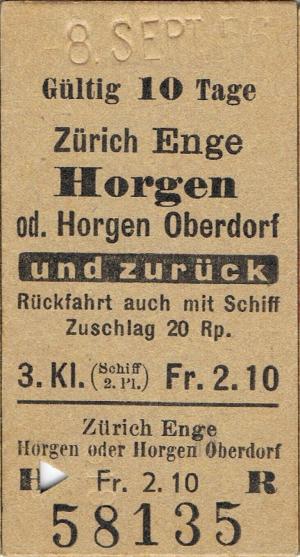 8. SEPT. 56
Gültig 10 Tage
Zürich Enge
Horgen
od. Horgen Oberdorf
und zurück
Rückfahrt auch mit Schiff
Zuschlag 20 Rp.
3. Kl. (Schiff 2. Pl.) Fr. 2.10
Zürich Enge
Horgen oder Horgen Oberdorf
H Fr. 2.10 R
58135